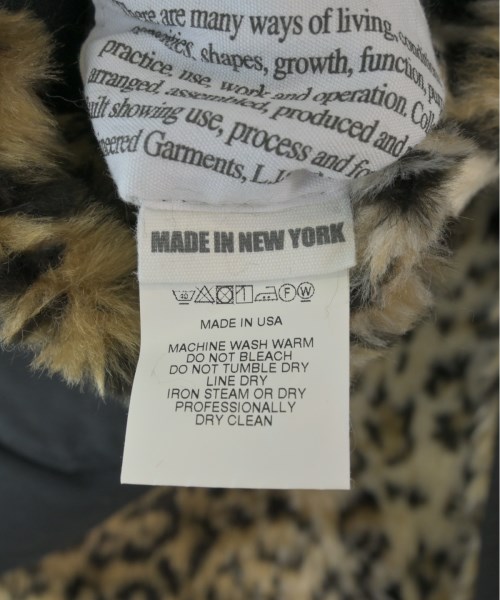 there are many ways of living,
shapes, growth, function,
practice, use, work and operation.
arranged, assembled, produced and
showing use, process and
Garments,
MADE IN NEW YORK
F W
MADE IN USA
MACHINE WASH WARM
DO NOT BLEACH
DO NOT TUMBLE DRY
LINE DRY
IRON STEAM OR DRY
PROFESSIONALLY
DRY CLEAN